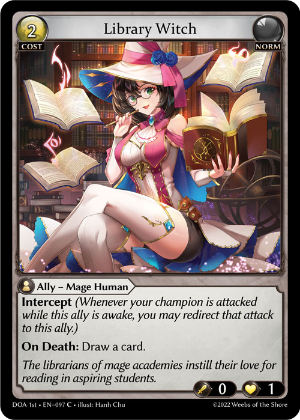 Library Witch
2
COST
NORM
Ally – Mage Human
Intercept (Whenever your champion is attacked
while this ally is awake, you may redirect that attack
to this ally.)
On Death: Draw a card.
The librarians of mage academies instill their love for
reading in aspiring students.
0
1
DOA 1st • EN-097 C • illust: Hanh Chu
©2022 Weebs of the Shore